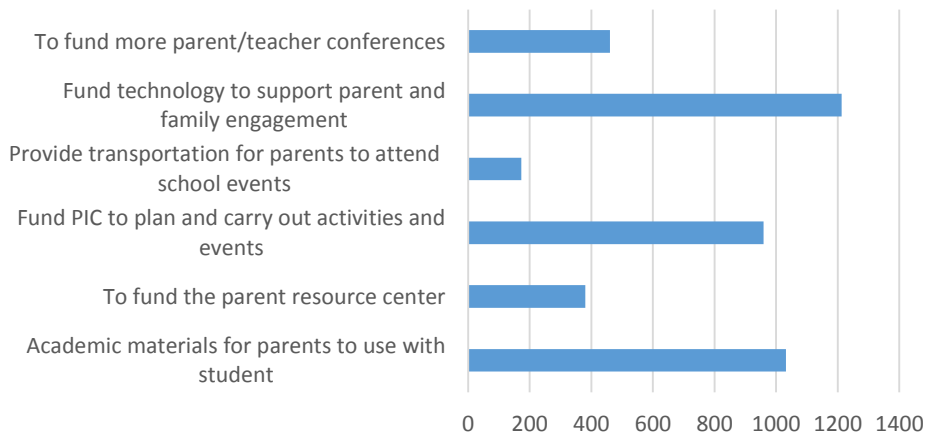 To fund more parent/teacher conferences
Fund technology to support parent and
family engagement
Provide transportation for parents to attend
school events
Fund PIC to plan and carry out activities and
events
To fund the parent resource center
Academic materials for parents to use with
student
0 200 400 600 800 1000 1200 1400